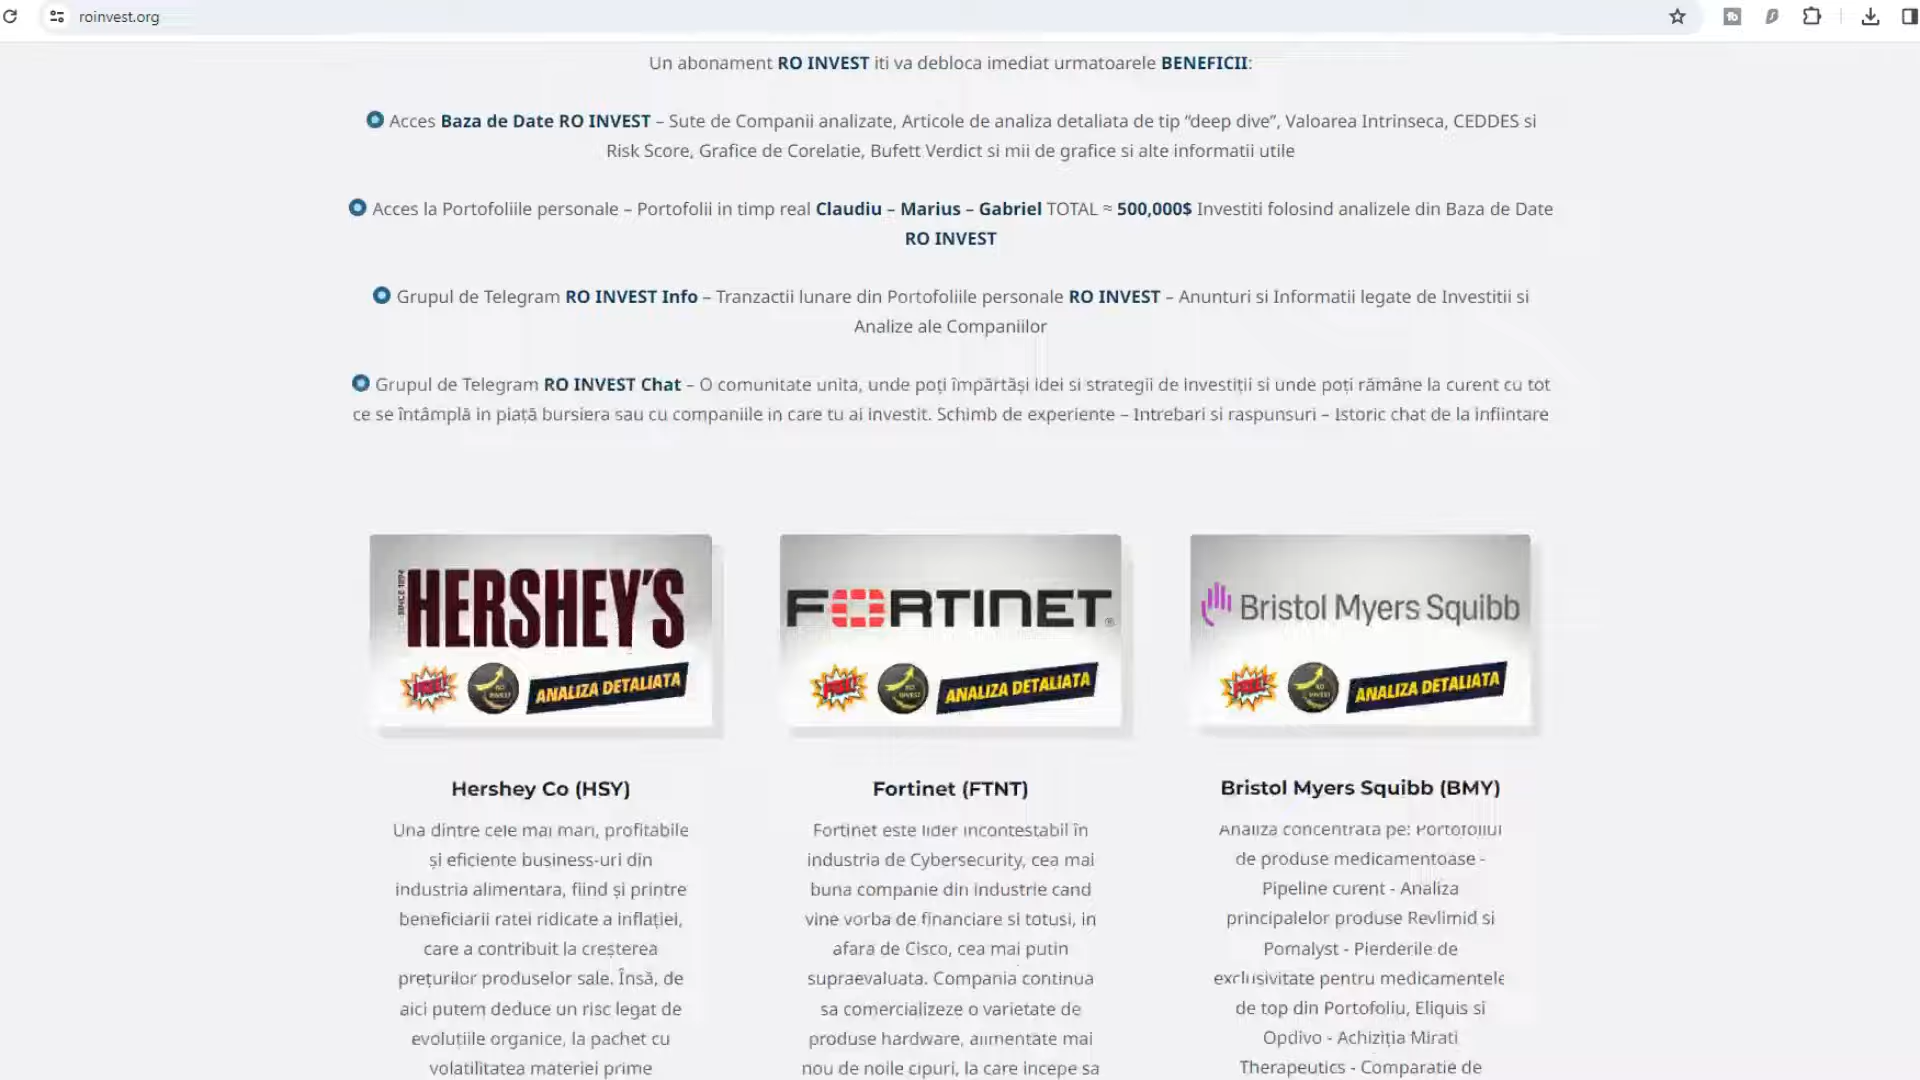 roinvest.org
Un abonament RO INVEST iti va debloca imediat urmatoarele BENEFICII:
Acces Baza de Date RO INVEST – Sute de Companii analizate, Articole de analiza detaliata de tip “deep dive”, Valoarea Intrinseca, CEDDES si
Risk Score, Grafice de Corelatie, Bufett Verdict si mii de grafice si alte informatii utile
Acces la Portofoliile personale – Portofolii in timp real Claudiu – Marius – Gabriel TOTAL ≈ 500,000$ Investiti folosind analizele din Baza de Date
RO INVEST
Grupul de Telegram RO INVEST Info – Tranzactii lunare din Portofoliile personale RO INVEST – Anunturi si Informatii legate de Investitii si
Analize ale Companiilor
Grupul de Telegram RO INVEST Chat – O comunitate unita, unde poți împărtăși idei si strategii de investiții si unde poți rămâne la curent cu tot
ce se întâmplă in piață bursiera sau cu companiile in care tu ai investit. Schimb de experiente – Intrebari si raspunsuri – Istoric chat de la infiintare
SINCE 1894
HERSHEY'S
FREE!
RO INVEST
ANALIZA DETALIATA
FORTINET®
FREE!
RO INVEST
ANALIZA DETALIATA
Bristol Myers Squibb
FREE!
RO INVEST
ANALIZA DETALIATA
Hershey Co (HSY)
Una dintre cele mai mari, profitabile
și eficiente business-uri din
industria alimentara, fiind și printre
beneficiarii ratei ridicate a inflației,
care a contribuit la creșterea
prețurilor produselor sale. Însă, de
aici putem deduce un risc legat de
evoluțiile organice, la pachet cu
volatilitatea materiei prime
Fortinet (FTNT)
Fortinet este lider incontestabil în
industria de Cybersecurity, cea mai
buna companie din industrie cand
vine vorba de financiare si totusi, in
afara de Cisco, cea mai putin
supraevaluata. Compania continua
sa comercializeze o varietate de
produse hardware, alimentate mai
nou de noile cipuri, la care incepe sa
Bristol Myers Squibb (BMY)
Analiza concentrata pe: Portofoliul
de produse medicamentoase -
Pipeline curent - Analiza
principalelor produse Revlimid si
Pomalyst - Pierderile de
exclusivitate pentru medicamentele
de top din Portofoliu, Eliquis si
Opdivo - Achiziția Mirati
Therapeutics - Comparatie de